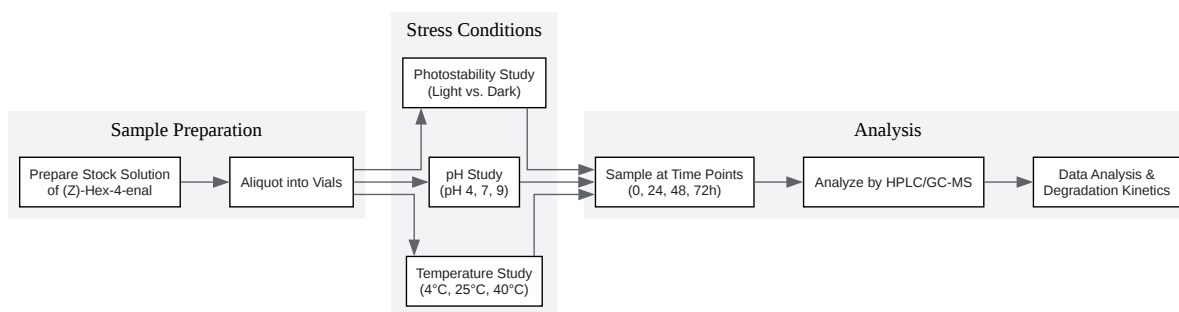 Sample Preparation
Prepare Stock Solution
of (Z)-Hex-4-enal
Aliquot into Vials
Stress Conditions
Photostability Study
(Light vs. Dark)
pH Study
(pH 4, 7, 9)
Temperature Study
(4°C, 25°C, 40°C)
Analysis
Sample at Time Points
(0, 24, 48, 72h)
Analyze by HPLC/GC-MS
Data Analysis &
Degradation Kinetics